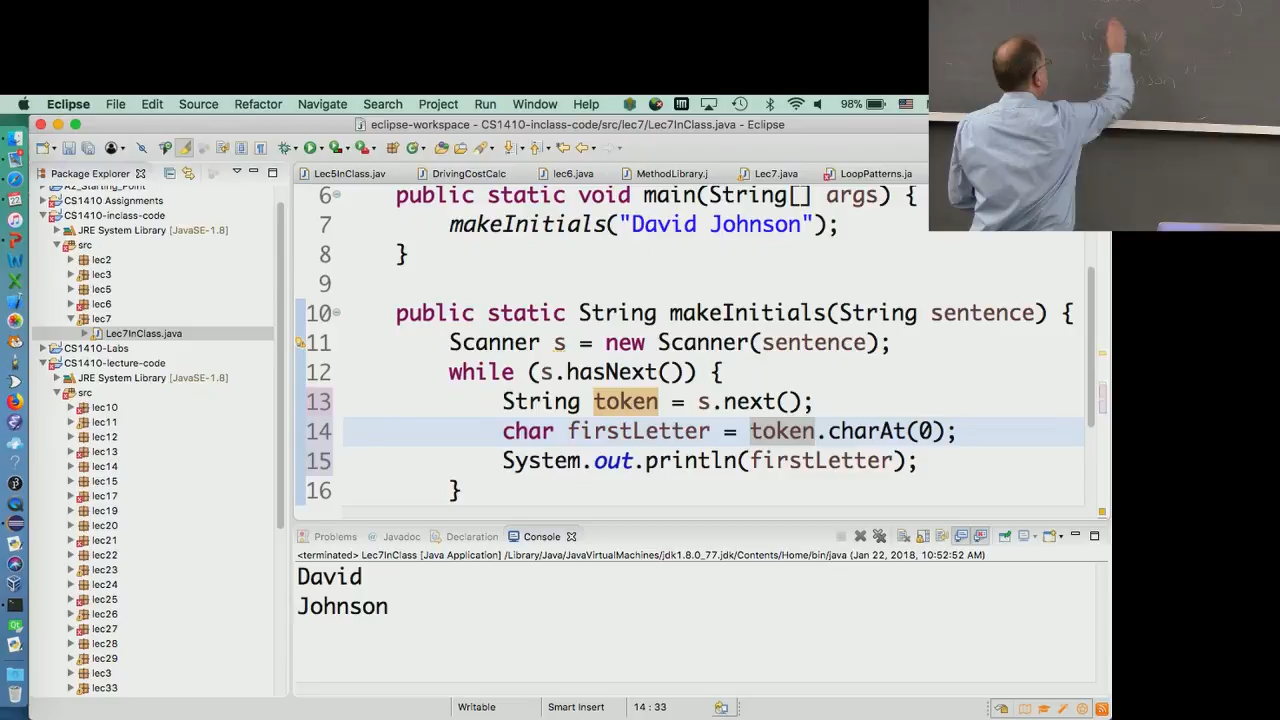 Eclipse File Edit Source Refactor Navigate Search Project Run Window Help 98%
eclipse-workspace - CS1410-inclass-code/src/lec7/Lec7InClass.java - Eclipse
Package Explorer
A2_Starting_Point
CS1410 Assignments
CS1410-inclass-code
JRE System Library [JavaSE-1.8]
src
lec2
lec3
lec5
lec6
lec7
Lec7InClass.java
CS1410-Labs
CS1410-lecture-code
JRE System Library [JavaSE-1.8]
src
lec10
lec11
lec12
lec13
lec14
lec15
lec17
lec19
lec20
lec21
lec22
lec23
lec24
lec25
lec26
lec27
lec28
lec29
lec3
lec33
Lec5InClass.jav DrivingCostCalc lec6.java MethodLibrary.j Lec7.java LoopPatterns.ja
6 public static void main(String[] args) {
7 makeInitials("David Johnson");
8 }
9
10 public static String makeInitials(String sentence) {
11 Scanner s = new Scanner(sentence);
12 while (s.hasNext()) {
13 String token = s.next();
14 char firstLetter = token.charAt(0);
15 System.out.println(firstLetter);
16 }
Problems Javadoc Declaration Console
<terminated> Lec7InClass [Java Application] /Library/Java/JavaVirtualMachines/jdk1.8.0_77.jdk/Contents/Home/bin/java (Jan 22, 2018, 10:52:52 AM)
David
Johnson
Writable Smart Insert 14 : 33